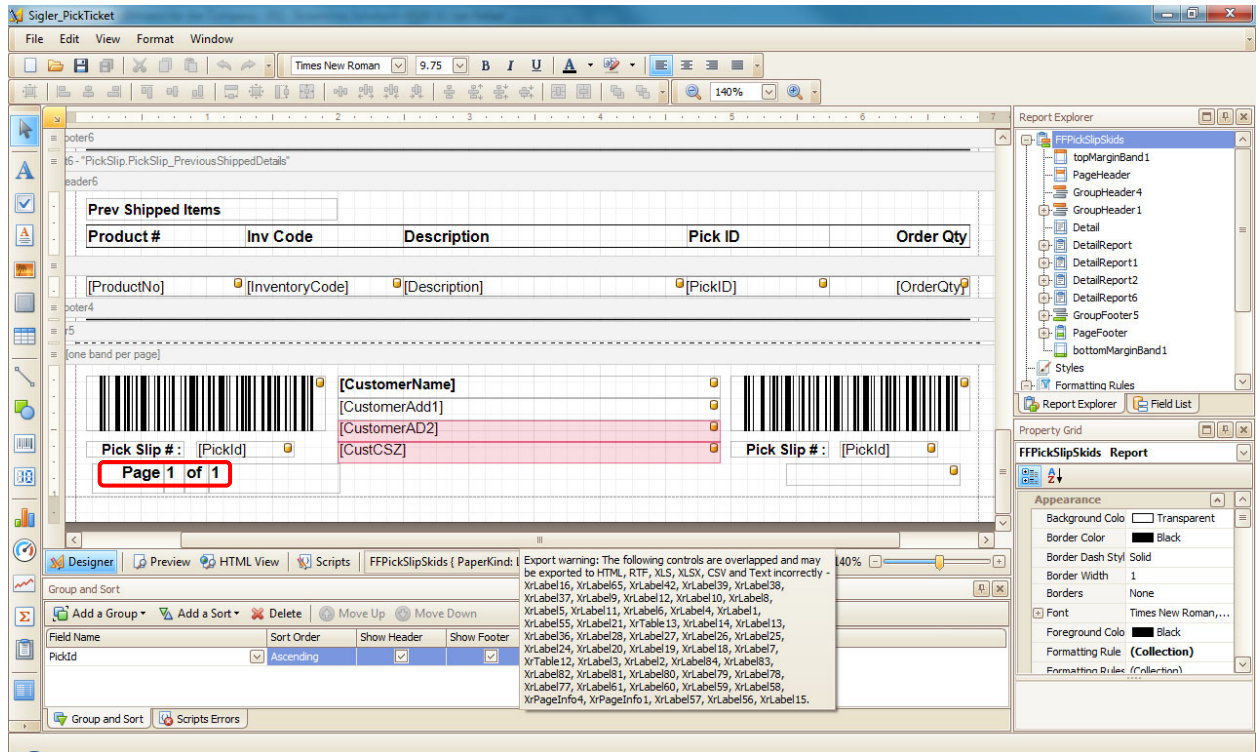 Sigler_PickTicket
File Edit View Format Window
Times New Roman 9.75 B I U A
140%
1 2 3 4 5 6 7
ooter6
t6 - "PickSlip.PickSlip_PreviousShippedDetails"
eader6
Prev Shipped Items
Product # Inv Code Description Pick ID Order Qty
[ProductNo] [InventoryCode] [Description] [PickID] [OrderQty]
ooter4
r5
[one band per page]
[CustomerName]
[CustomerAdd1]
[CustomerAD2]
Pick Slip # : [PickId] [CustCSZ] Pick Slip # : [PickId]
Page 1 of 1
Designer Preview HTML View Scripts FFPickSlipSkids { PaperKind: L 140%
Export warning: The following controls are overlapped and may
be exported to HTML, RTF, XLS, XLSX, CSV and Text incorrectly -
XrLabel16, XrLabel65, XrLabel42, XrLabel39, XrLabel38,
XrLabel37, XrLabel9, XrLabel12, XrLabel10, XrLabel8,
XrLabel5, XrLabel11, XrLabel6, XrLabel4, XrLabel1,
XrLabel55, XrLabel21, XrTable13, XrLabel14, XrLabel13,
XrLabel36, XrLabel28, XrLabel27, XrLabel26, XrLabel25,
XrLabel24, XrLabel20, XrLabel19, XrLabel18, XrLabel7,
XrTable12, XrLabel3, XrLabel2, XrLabel84, XrLabel83,
XrLabel82, XrLabel81, XrLabel80, XrLabel79, XrLabel78,
XrLabel77, XrLabel61, XrLabel60, XrLabel59, XrLabel58,
XrPageInfo4, XrPageInfo1, XrLabel57, XrLabel56, XrLabel15.
Group and Sort
Add a Group Add a Sort Delete Move Up Move Down
Field Name Sort Order Show Header Show Footer
PickId Ascending
Group and Sort Scripts Errors
Report Explorer
FFPickSlipSkids
topMarginBand1
PageHeader
GroupHeader4
GroupHeader1
Detail
DetailReport
DetailReport1
DetailReport2
DetailReport6
GroupFooter5
PageFooter
bottomMarginBand1
Styles
Formatting Rules
Report Explorer Field List
Property Grid
FFPickSlipSkids Report
Appearance
Background Colo Transparent
Border Color Black
Border Dash Styl Solid
Border Width 1
Borders None
Font Times New Roman,...
Foreground Colo Black
Formatting Rule (Collection)
Formatting Rules (Collection)